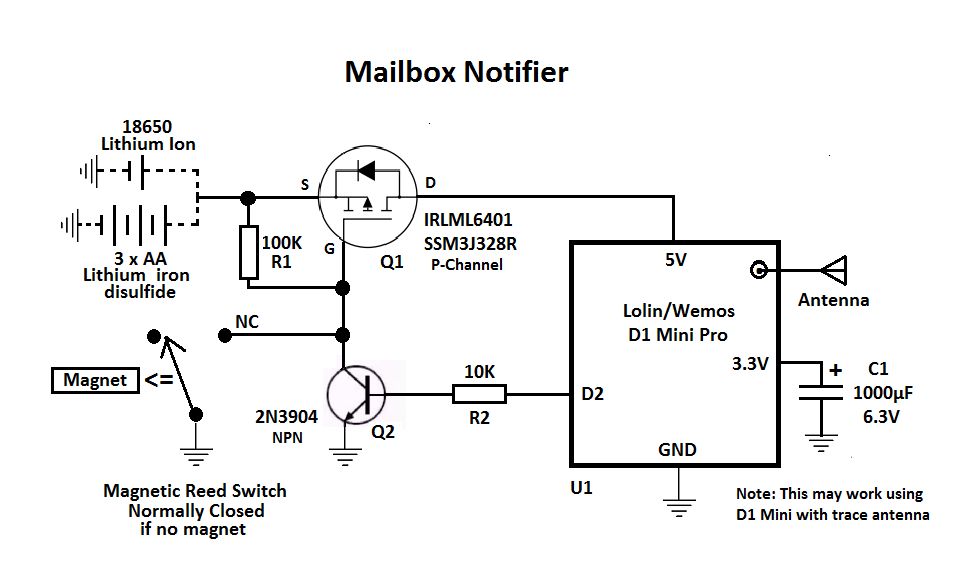 Mailbox Notifier
18650
Lithium Ion
S
D
100K
R1
G
IRLML6401
SSM3J328R
P-Channel
Q1
3 x AA
Lithium iron
disulfide
5V
Lolin/Wemos
D1 Mini Pro
Antenna
NC
3.3V
+
C1
1000µF
6.3V
Magnet
<=
10K
R2
D2
2N3904
NPN
Q2
GND
U1
Magnetic Reed Switch
Normally Closed
if no magnet
Note: This may work using
D1 Mini with trace antenna